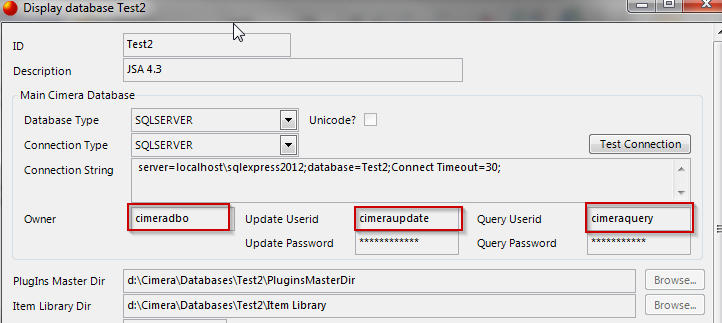 Display database Test2
ID Test2
Description JSA 4.3
Main Cimera Database
Database Type SQLSERVER Unicode?
Connection Type SQLSERVER Test Connection
Connection String server=localhost\sqlexpress2012;database=Test2;Connect Timeout=30;
Owner cimeradbo Update Userid cimeraupdate Query Userid cimeraquery
Update Password ************ Query Password ***********
PlugIns Master Dir d:\Cimera\Databases\Test2\PluginsMasterDir Browse...
Item Library Dir d:\Cimera\Databases\Test2\Item Library Browse...